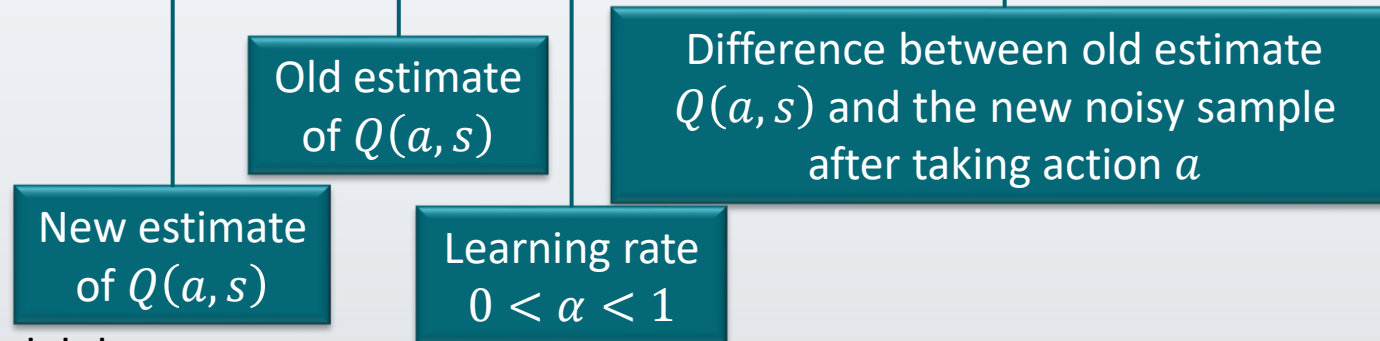 Old estimate
of Q(a, s)
Difference between old estimate
Q(a, s) and the new noisy sample
after taking action a
New estimate
of Q(a, s)
Learning rate
0 < α < 1